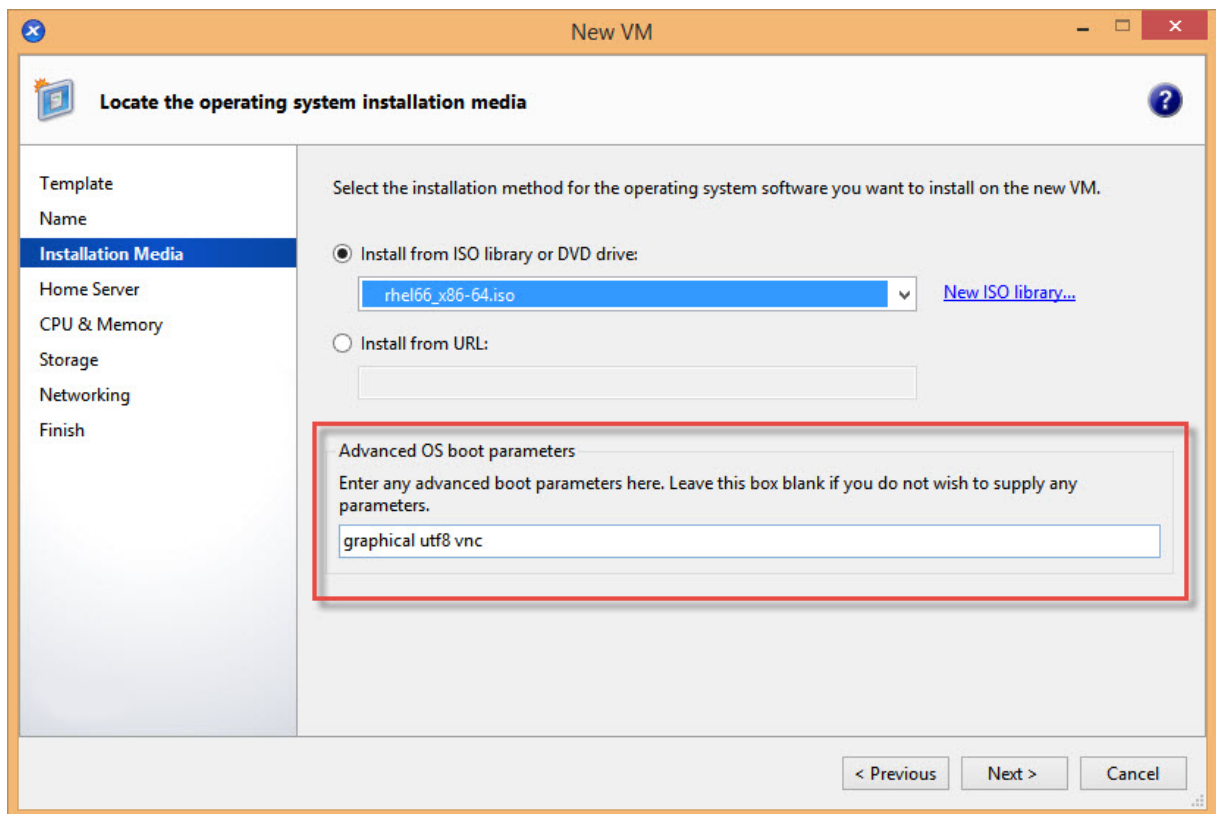 New VM
Locate the operating system installation media
?
Template
Name
Installation Media
Home Server
CPU & Memory
Storage
Networking
Finish
Select the installation method for the operating system software you want to install on the new VM.
Install from ISO library or DVD drive:
rhel66_x86-64.iso
New ISO library...
Install from URL:
Advanced OS boot parameters
Enter any advanced boot parameters here. Leave this box blank if you do not wish to supply any
parameters.
graphical utf8 vnc
< Previous
Next >
Cancel